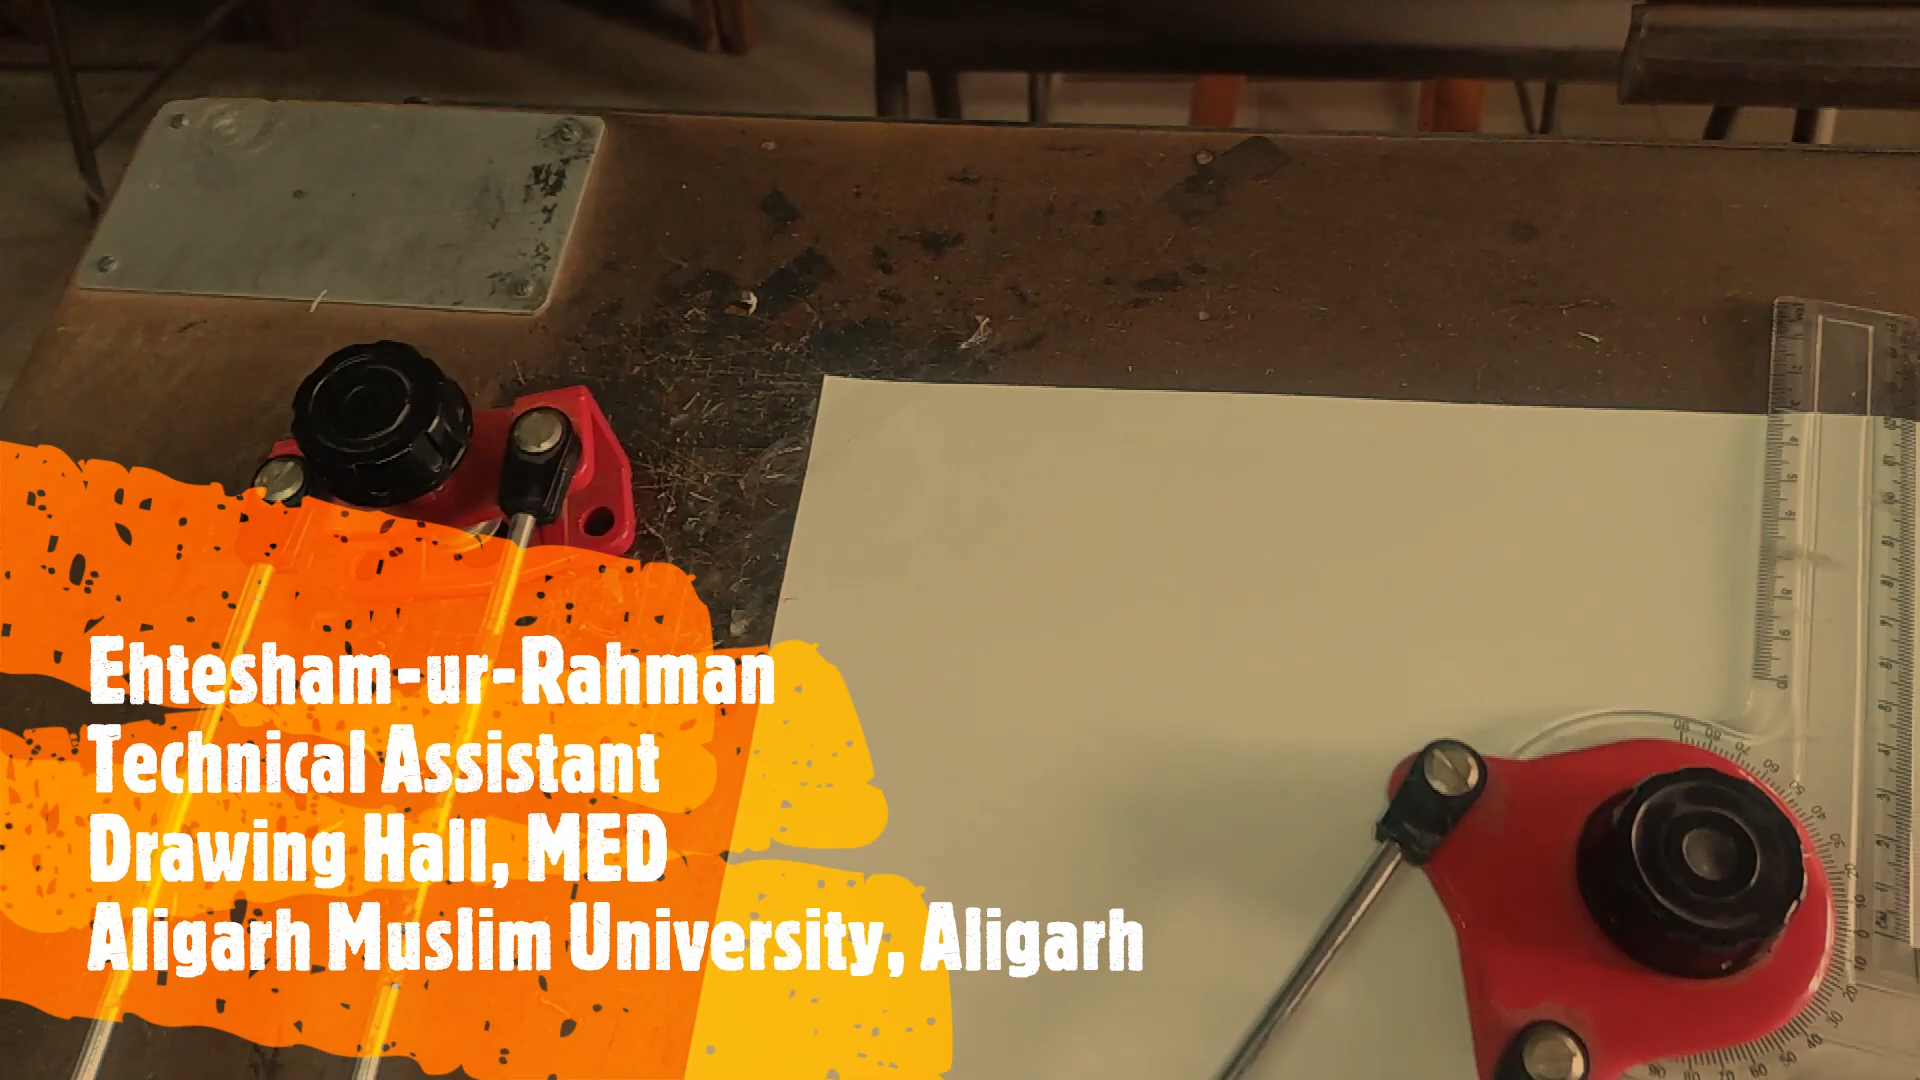 Ehtesham-ur-Rahman
Technical Assistant
Drawing Hall, MED
Aligarh Muslim University, Aligarh